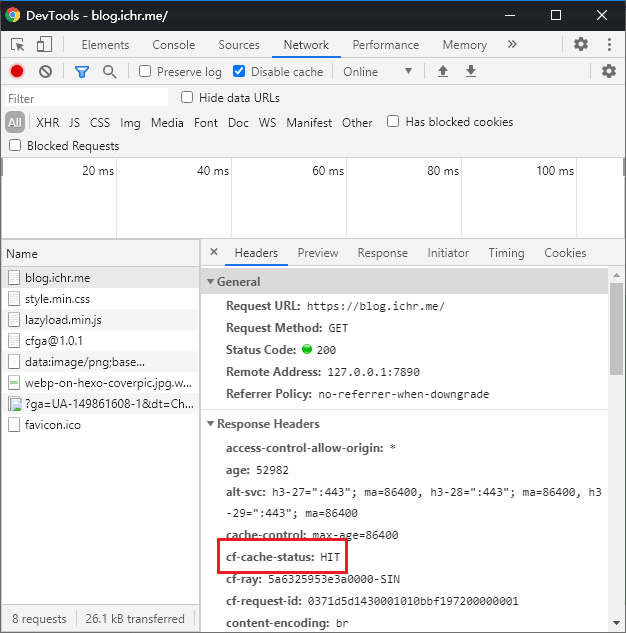 DevTools - blog.ichr.me/
Elements Console Sources Network Performance Memory »
Preserve log Disable cache Online
Filter Hide data URLs
All XHR JS CSS Img Media Font Doc WS Manifest Other Has blocked cookies
Blocked Requests
20 ms 40 ms 60 ms 80 ms 100 ms
Name
blog.ichr.me
style.min.css
lazyload.min.js
cfga@1.0.1
data:image/png;base...
webp-on-hexo-coverpic.jpg.w...
?ga=UA-149861608-1&dt=Ch...
favicon.ico
8 requests 26.1 kB transferred
× Headers Preview Response Initiator Timing Cookies
General
Request URL: https://blog.ichr.me/
Request Method: GET
Status Code: 200
Remote Address: 127.0.0.1:7890
Referrer Policy: no-referrer-when-downgrade
Response Headers
access-control-allow-origin: *
age: 52982
alt-svc: h3-27=":443"; ma=86400, h3-28=":443"; ma=86400, h3
-29=":443"; ma=86400
cache-control: max-age=86400
cf-cache-status: HIT
cf-ray: 5a6325953e3a0000-SIN
cf-request-id: 0371d5d1430001010bbf197200000001
content-encoding: br